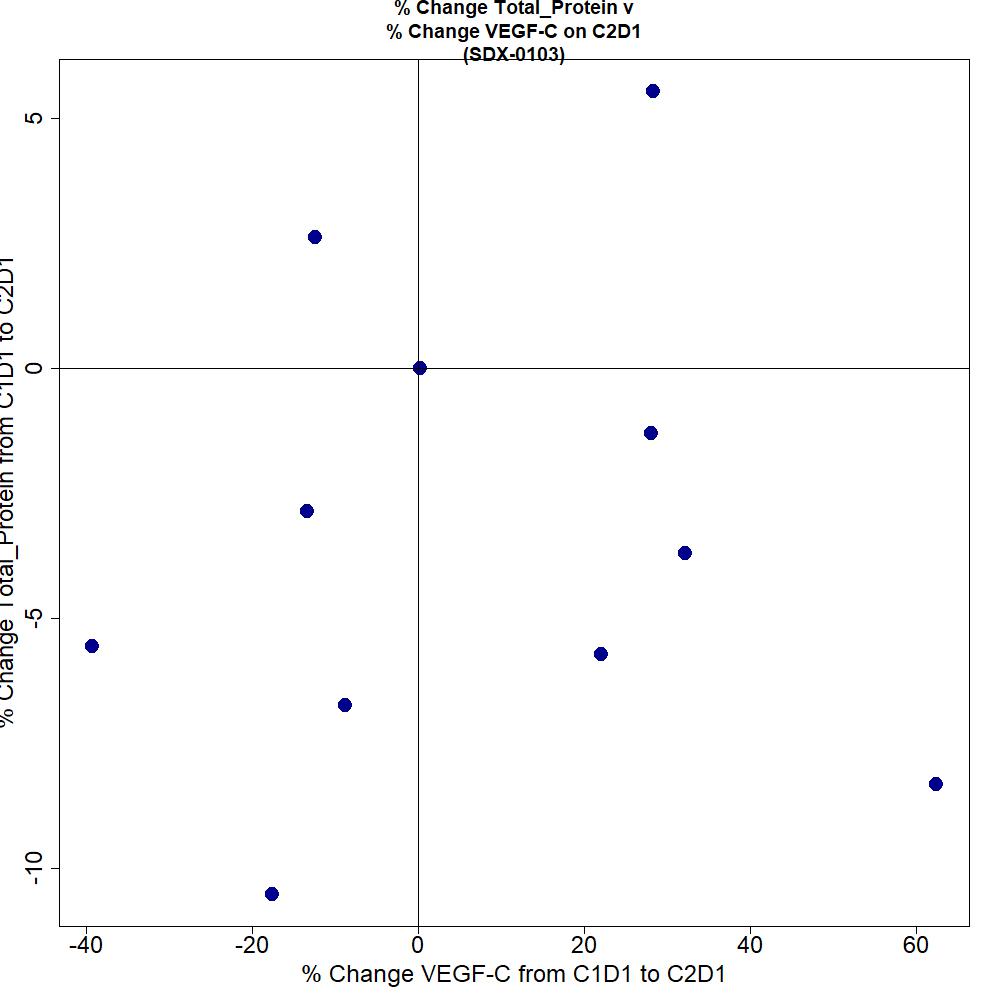 % Change Total_Protein v
% Change VEGF-C on C2D1
(SDX-0103)
% Change Total_Protein from C1D1 to C2D1
5
0
-5
-10
-40
-20
0
20
40
60
% Change VEGF-C from C1D1 to C2D1